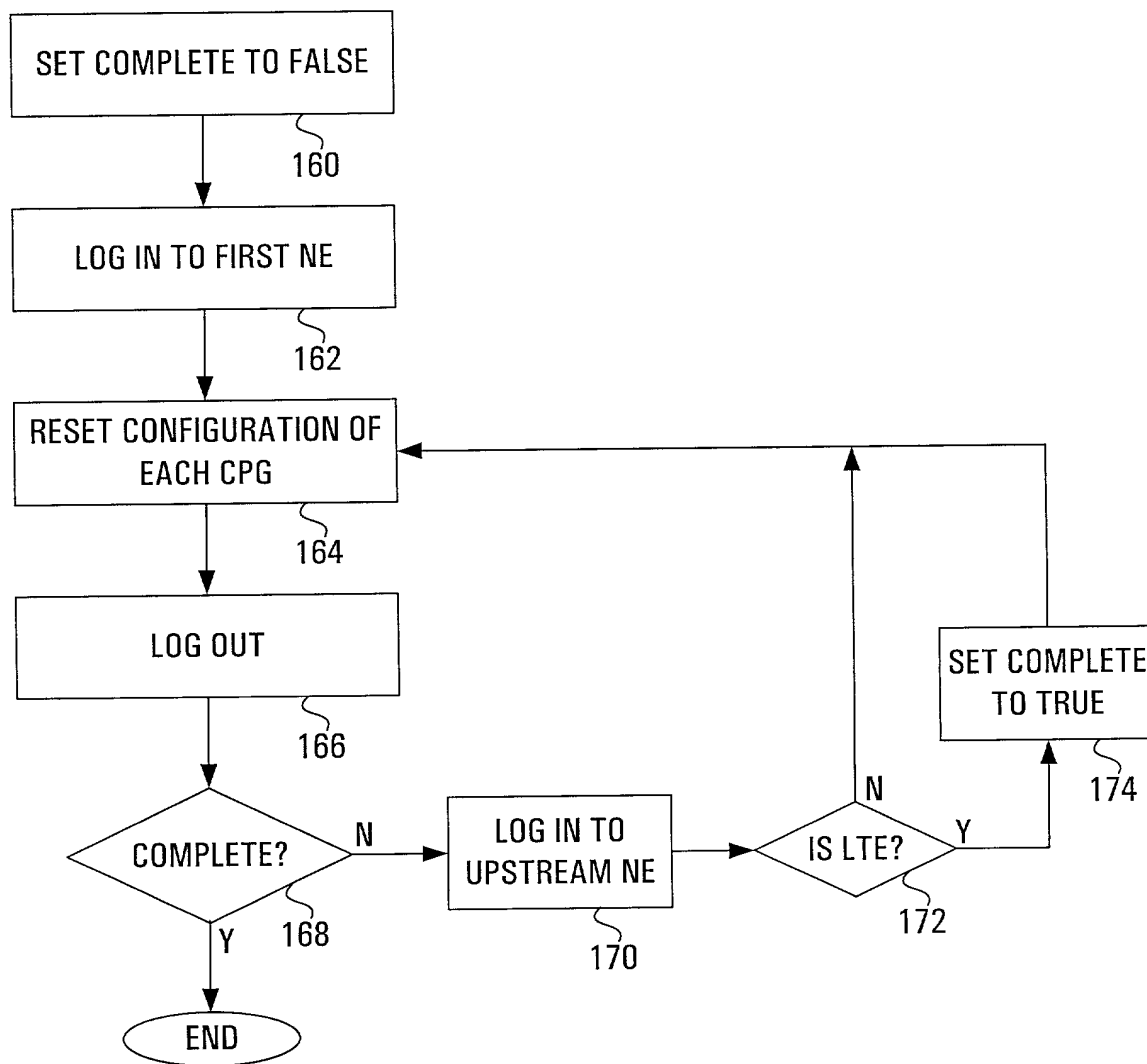 SET COMPLETE TO FALSE
160
LOG IN TO FIRST NE
162
RESET CONFIGURATION OF
EACH CPG
164
LOG OUT
166
COMPLETE?
N
Y
168
LOG IN TO
UPSTREAM NE
170
IS LTE?
N
Y
172
SET COMPLETE
TO TRUE
174
END